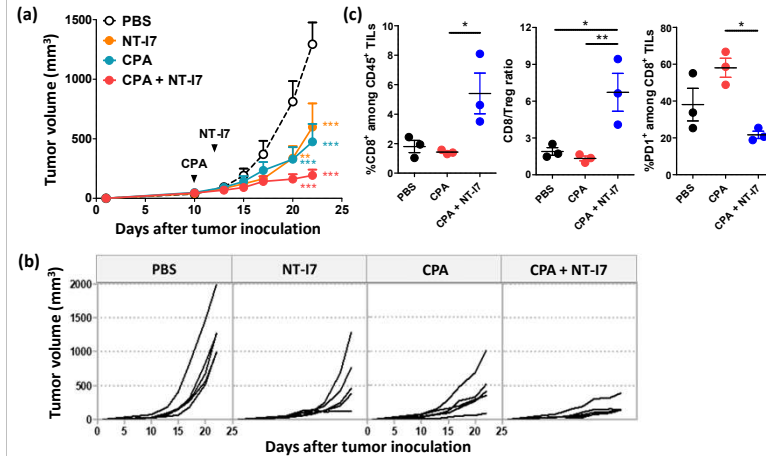 (a)
PBS
NT-I7
CPA
CPA + NT-I7
Tumor volume (mm³)
1500
1000
500
0
NT-I7
CPA
***
***
**
***
***
***
0 5 10 15 20 25
Days after tumor inoculation
(c)
%CD8⁺ among CD45⁺ TILs
10
8
6
4
2
0
*
PBS
CPA
CPA + NT-I7
CD8/Treg ratio
12
9
6
3
0
*
**
PBS
CPA
CPA + NT-I7
%PD1⁺ among CD8⁺ TILs
80
60
40
20
0
*
PBS
CPA
CPA + NT-I7
(b)
PBS NT-I7 CPA CPA + NT-I7
Tumor volume (mm³)
2000
1500
1000
500
0
0 5 10 15 20 25 5 10 15 20 25 5 10 15 20 25 5 10 15 20 25
Days after tumor inoculation